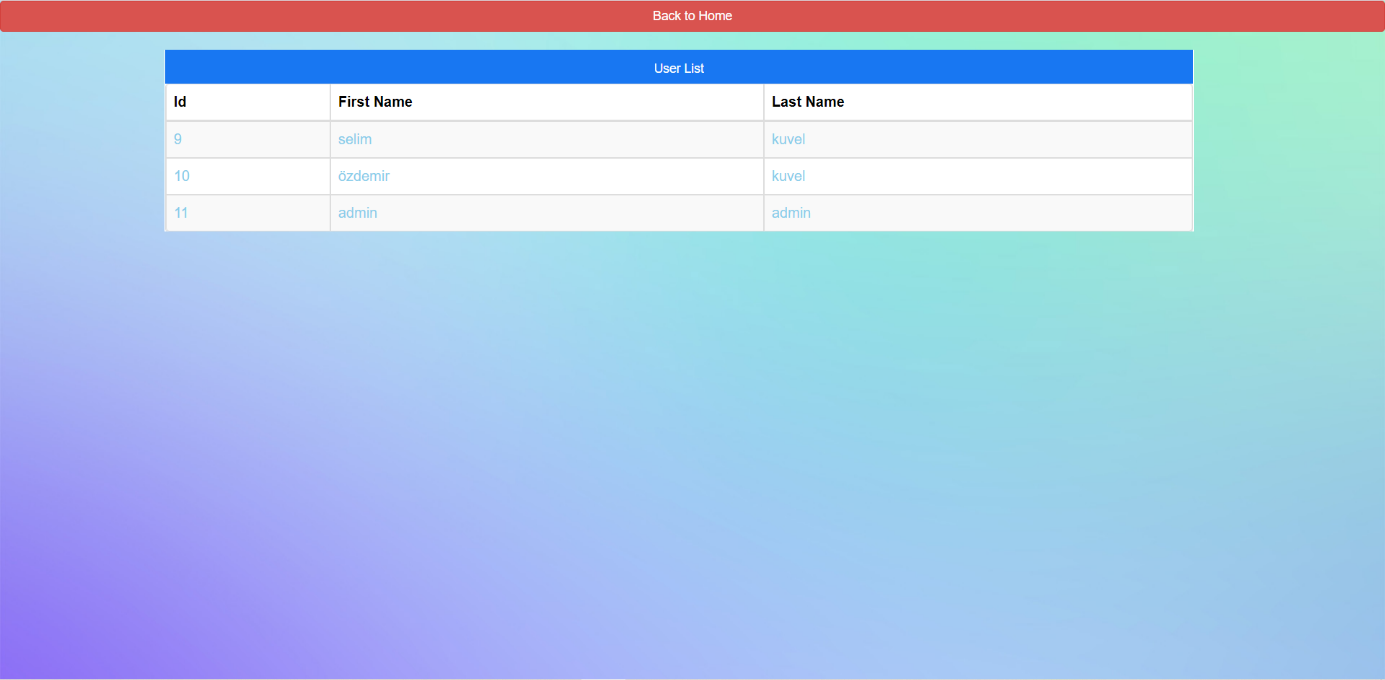 Back to Home
User List
Id First Name Last Name
9 selim kuvel
10 özdemir kuvel
11 admin admin